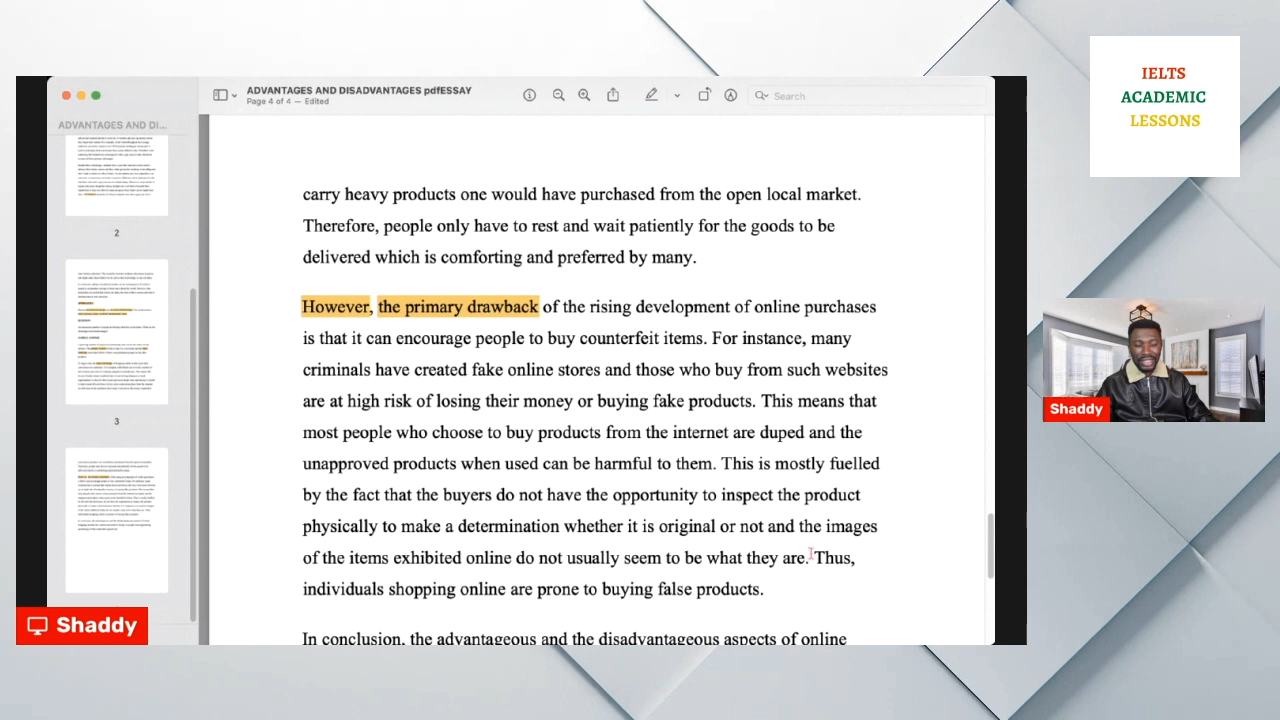 ADVANTAGES AND DISADVANTAGES pdfESSAY
Page 4 of 4 — Edited
Search
IELTS
ACADEMIC
LESSONS
ADVANTAGES AND DI...
2
3
carry heavy products one would have purchased from the open local market.
Therefore, people only have to rest and wait patiently for the goods to be
delivered which is comforting and preferred by many.
However, the primary drawback of the rising development of online purchases
is that it can encourage people to buy counterfeit items. For instance, many
criminals have created fake online stores and those who buy from such websites
are at high risk of losing their money or buying fake products. This means that
most people who choose to buy products from the internet are duped and the
unapproved products when used can be harmful to them. This is mostly fuelled
by the fact that the buyers do not have the opportunity to inspect the product
physically to make a determination whether it is original or not and the images
of the items exhibited online do not usually seem to be what they are. Thus,
individuals shopping online are prone to buying false products.
In conclusion, the advantageous and the disadvantageous aspects of online
Shaddy
Shaddy